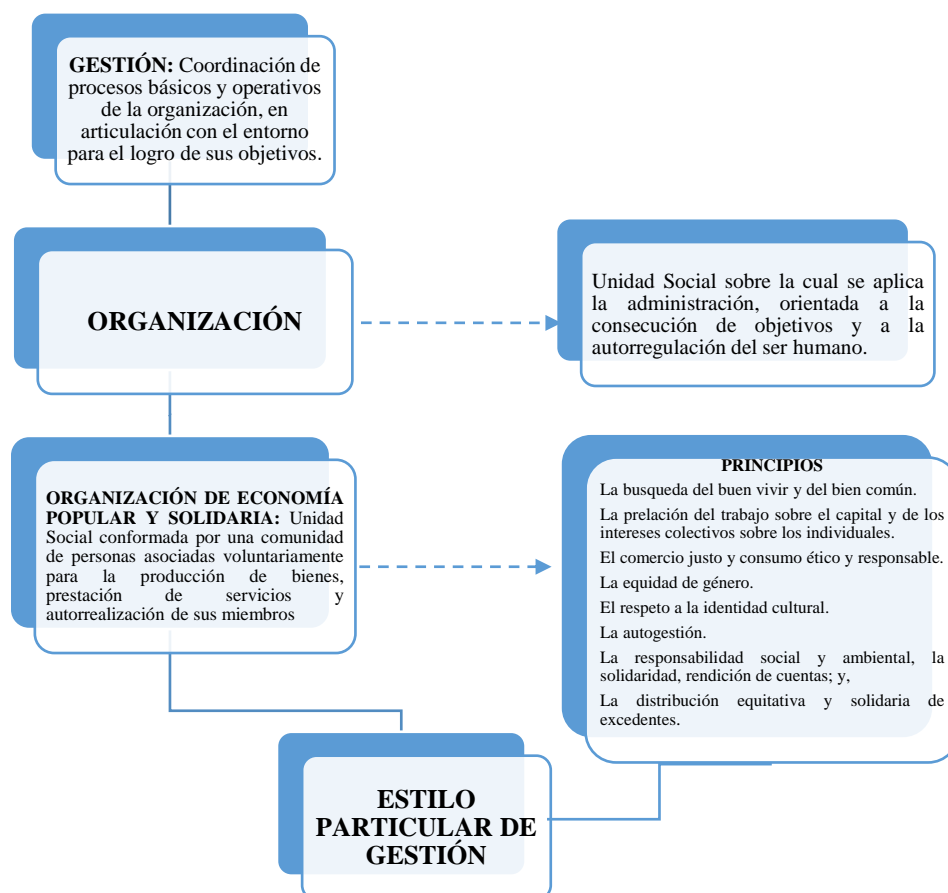 GESTIÓN: Coordinación de
procesos básicos y operativos
de la organización, en
articulación con el entorno
para el logro de sus objetivos.
ORGANIZACIÓN
Unidad Social sobre la cual se aplica
la administración, orientada a la
consecución de objetivos y a la
autorregulación del ser humano.
ORGANIZACIÓN DE ECONOMÍA
POPULAR Y SOLIDARIA: Unidad
Social conformada por una comunidad
de personas asociadas voluntariamente
para la producción de bienes,
prestación de servicios y
autorrealización de sus miembros
PRINCIPIOS
La busqueda del buen vivir y del bien común.
La prelación del trabajo sobre el capital y de los
intereses colectivos sobre los individuales.
El comercio justo y consumo ético y responsable.
La equidad de género.
El respeto a la identidad cultural.
La autogestión.
La responsabilidad social y ambiental, la
solidaridad, rendición de cuentas; y,
La distribución equitativa y solidaria de
excedentes.
ESTILO
PARTICULAR DE
GESTIÓN